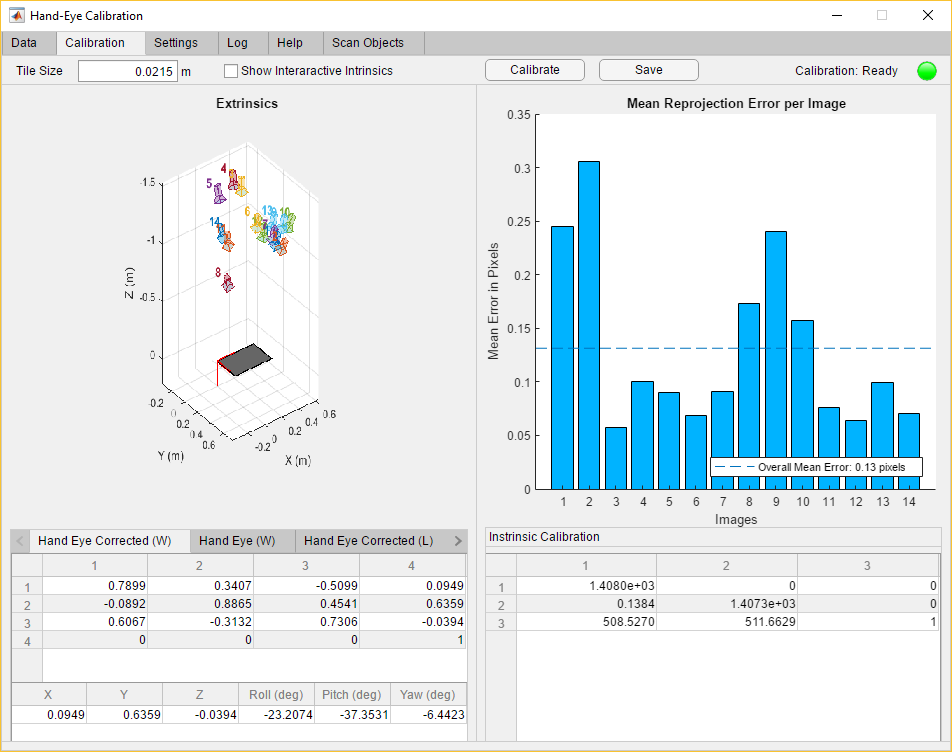 Hand-Eye Calibration
Data Calibration Settings Log Help Scan Objects
Tile Size 0.0215 m Show Interaractive Intrinsics Calibrate Save Calibration: Ready
Extrinsics
-1.5
-1
-0.5
0
Z (m)
4
5
14
8
6
13
-0.2
0
0.2
0.4
0.6
Y (m)
-0.2
0
0.2
0.4
0.6
X (m)
Mean Reprojection Error per Image
0.35
0.3
0.25
0.2
0.15
0.1
0.05
0
Mean Error in Pixels
Overall Mean Error: 0.13 pixels
1 2 3 4 5 6 7 8 9 10 11 12 13 14
Images
Hand Eye Corrected (W) Hand Eye (W) Hand Eye Corrected (L)
1 2 3 4
1 0.7899 0.3407 -0.5099 0.0949
2 -0.0892 0.8865 0.4541 0.6359
3 0.6067 -0.3132 0.7306 -0.0394
4 0 0 0 1
X Y Z Roll (deg) Pitch (deg) Yaw (deg)
0.0949 0.6359 -0.0394 -23.2074 -37.3531 -6.4423
Instrinsic Calibration
1 2 3
1 1.4080e+03 0 0
2 0.1384 1.4073e+03 0
3 508.5270 511.6629 1